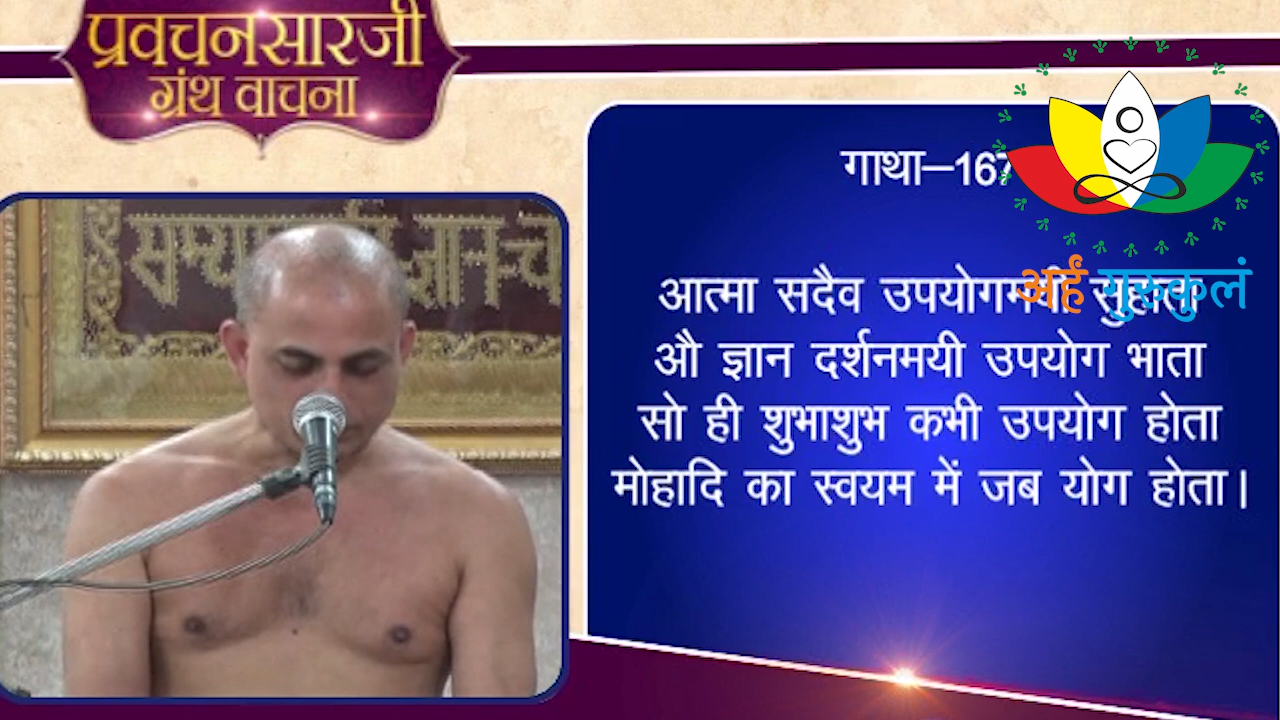 प्रवचनसारजी
ग्रंथ वाचना
गाथा–167
आत्मा सदैव उपयोगमयी सुहाता
औ ज्ञान दर्शनमयी उपयोग भाता
सो ही शुभाशुभ कभी उपयोग होता
मोहादि का स्वयम में जब योग होता।
अर्हं गुरुकुलं